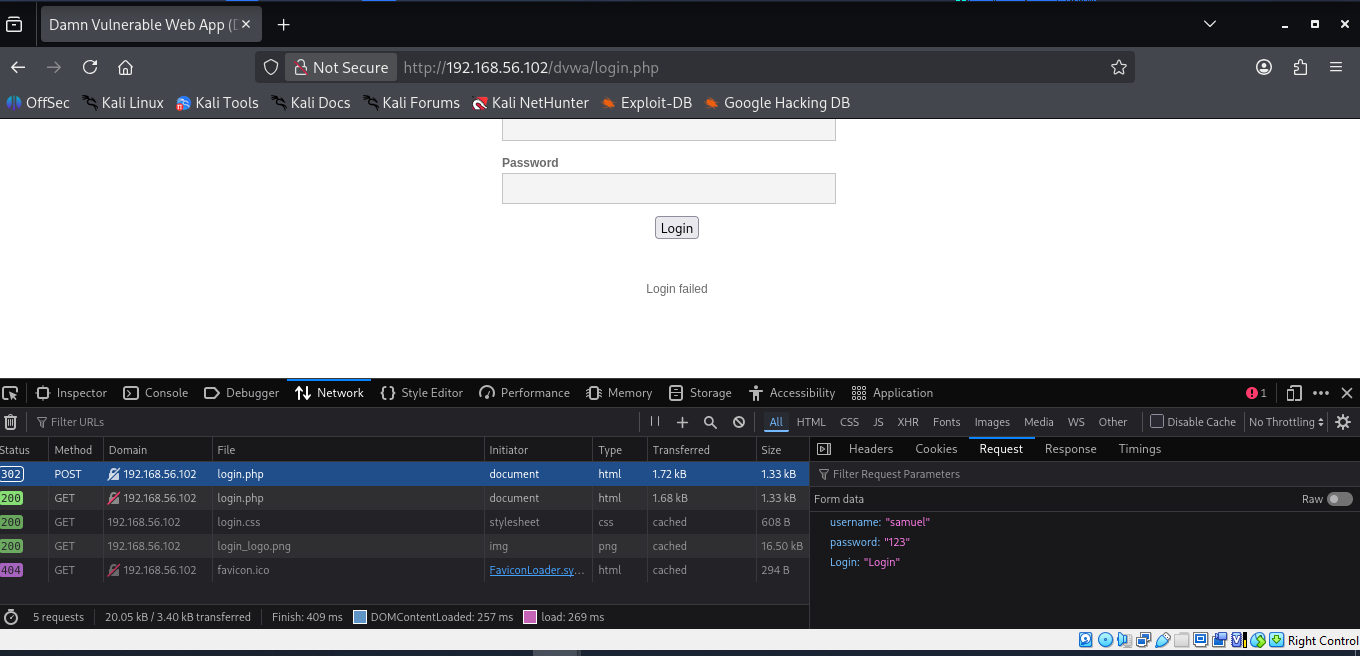 Damn Vulnerable Web App (D
Not Secure http://192.168.56.102/dvwa/login.php
OffSec Kali Linux Kali Tools Kali Docs Kali Forums Kali NetHunter Exploit-DB Google Hacking DB
Password
Login
Login failed
Inspector Console Debugger Network Style Editor Performance Memory Storage Accessibility Application 1
Filter URLs All HTML CSS JS XHR Fonts Images Media WS Other Disable Cache No Throttling
Status Method Domain File Initiator Type Transferred Size Headers Cookies Request Response Timings
302 POST 192.168.56.102 login.php document html 1.72 kB 1.33 kB Filter Request Parameters
200 GET 192.168.56.102 login.php document html 1.68 kB 1.33 kB Form data Raw
200 GET 192.168.56.102 login.css stylesheet css cached 608 B username: "samuel"
200 GET 192.168.56.102 login_logo.png img png cached 16.50 kB password: "123"
404 GET 192.168.56.102 favicon.ico FaviconLoader.sy... html cached 294 B Login: "Login"
5 requests 20.05 kB / 3.40 kB transferred Finish: 409 ms DOMContentLoaded: 257 ms load: 269 ms
Right Control